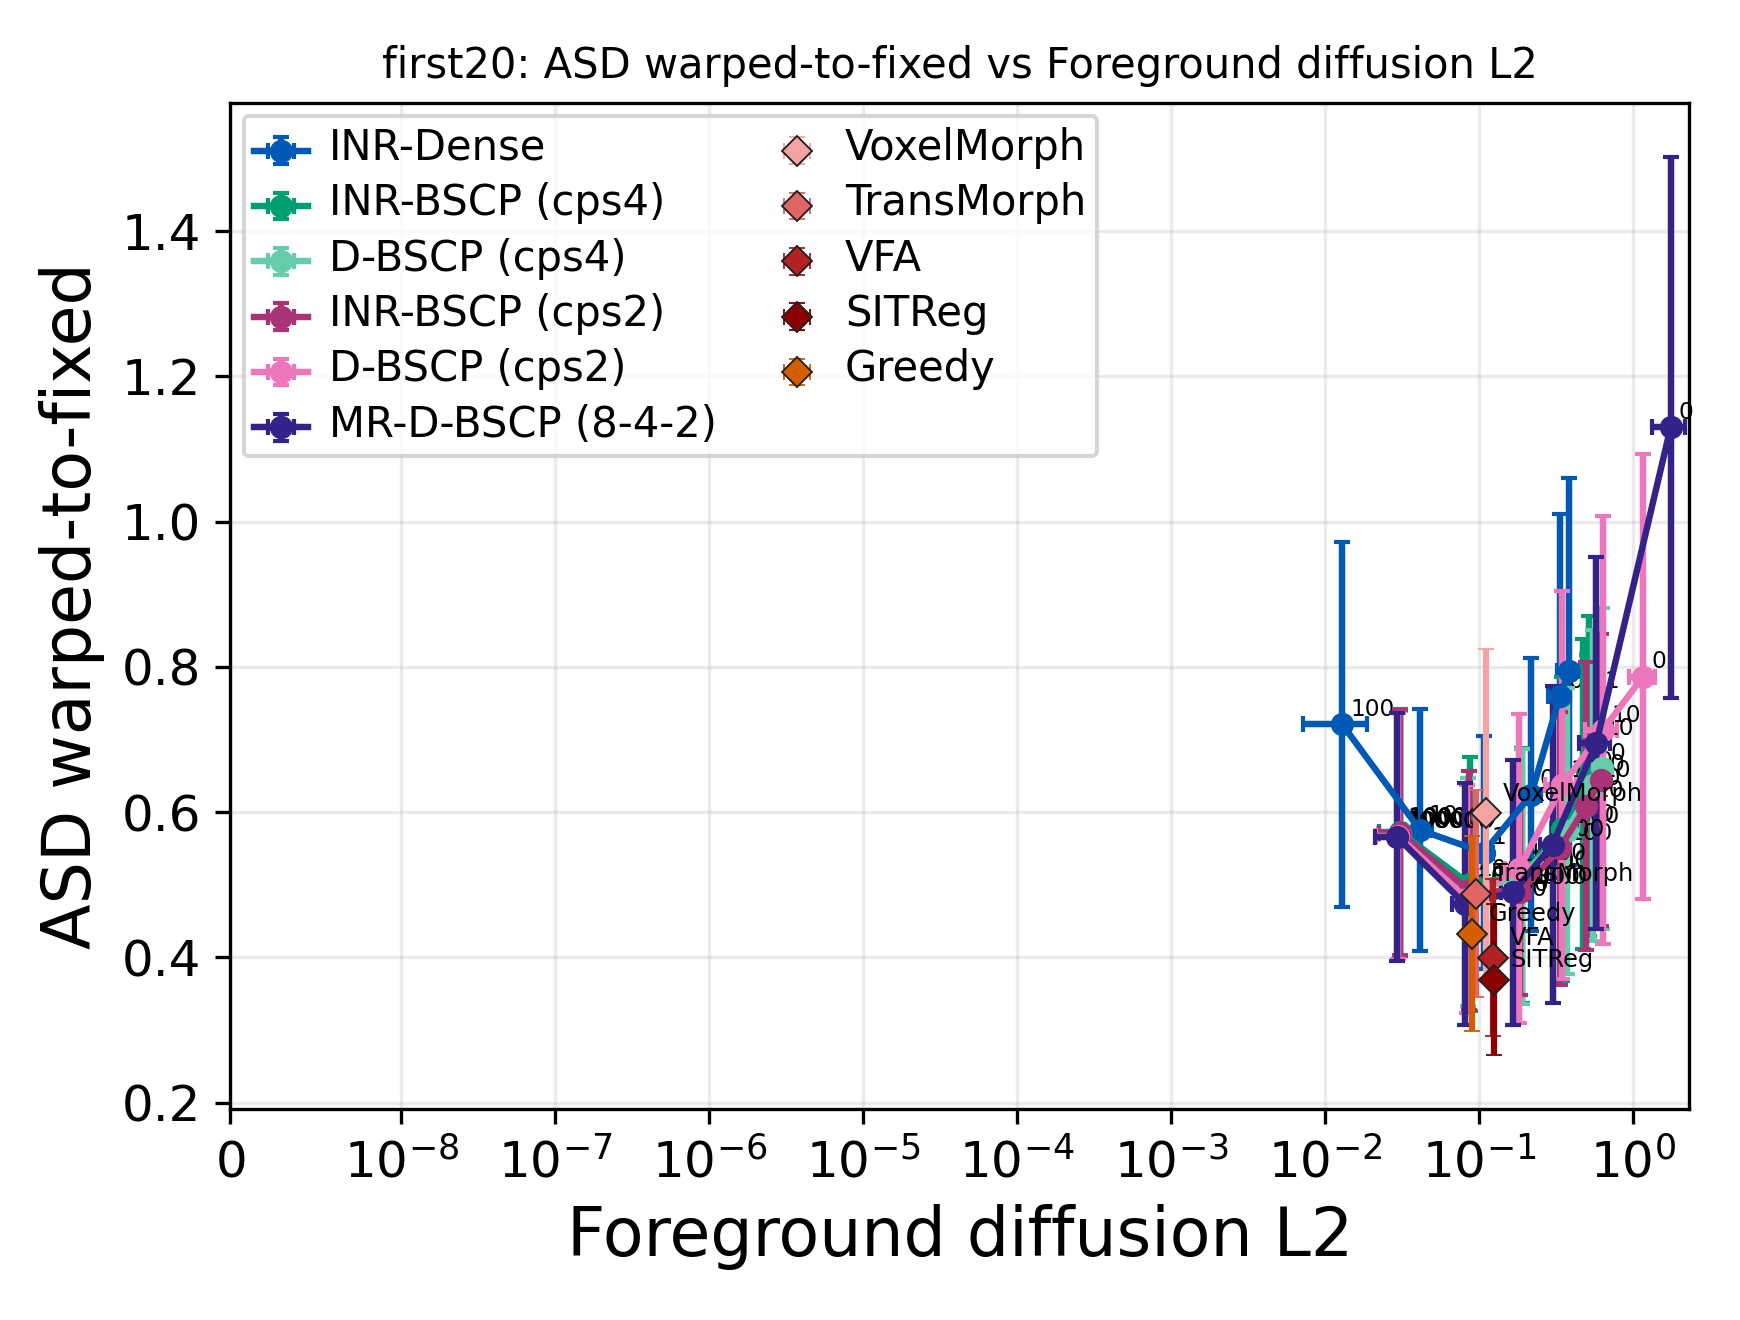 first20: ASD warped-to-fixed vs Foreground diffusion L2
ASD warped-to-fixed
1.4
1.2
1.0
0.8
0.6
0.4
0.2
INR-Dense
INR-BSCP (cps4)
D-BSCP (cps4)
INR-BSCP (cps2)
D-BSCP (cps2)
MR-D-BSCP (8-4-2)
VoxelMorph
TransMorph
VFA
SITReg
Greedy
0
0
100
10
VoxelMorph
1
TransMorph
Greedy
VFA
SITReg
0
10⁻⁸
10⁻⁷
10⁻⁶
10⁻⁵
10⁻⁴
10⁻³
10⁻²
10⁻¹
10⁰
Foreground diffusion L2